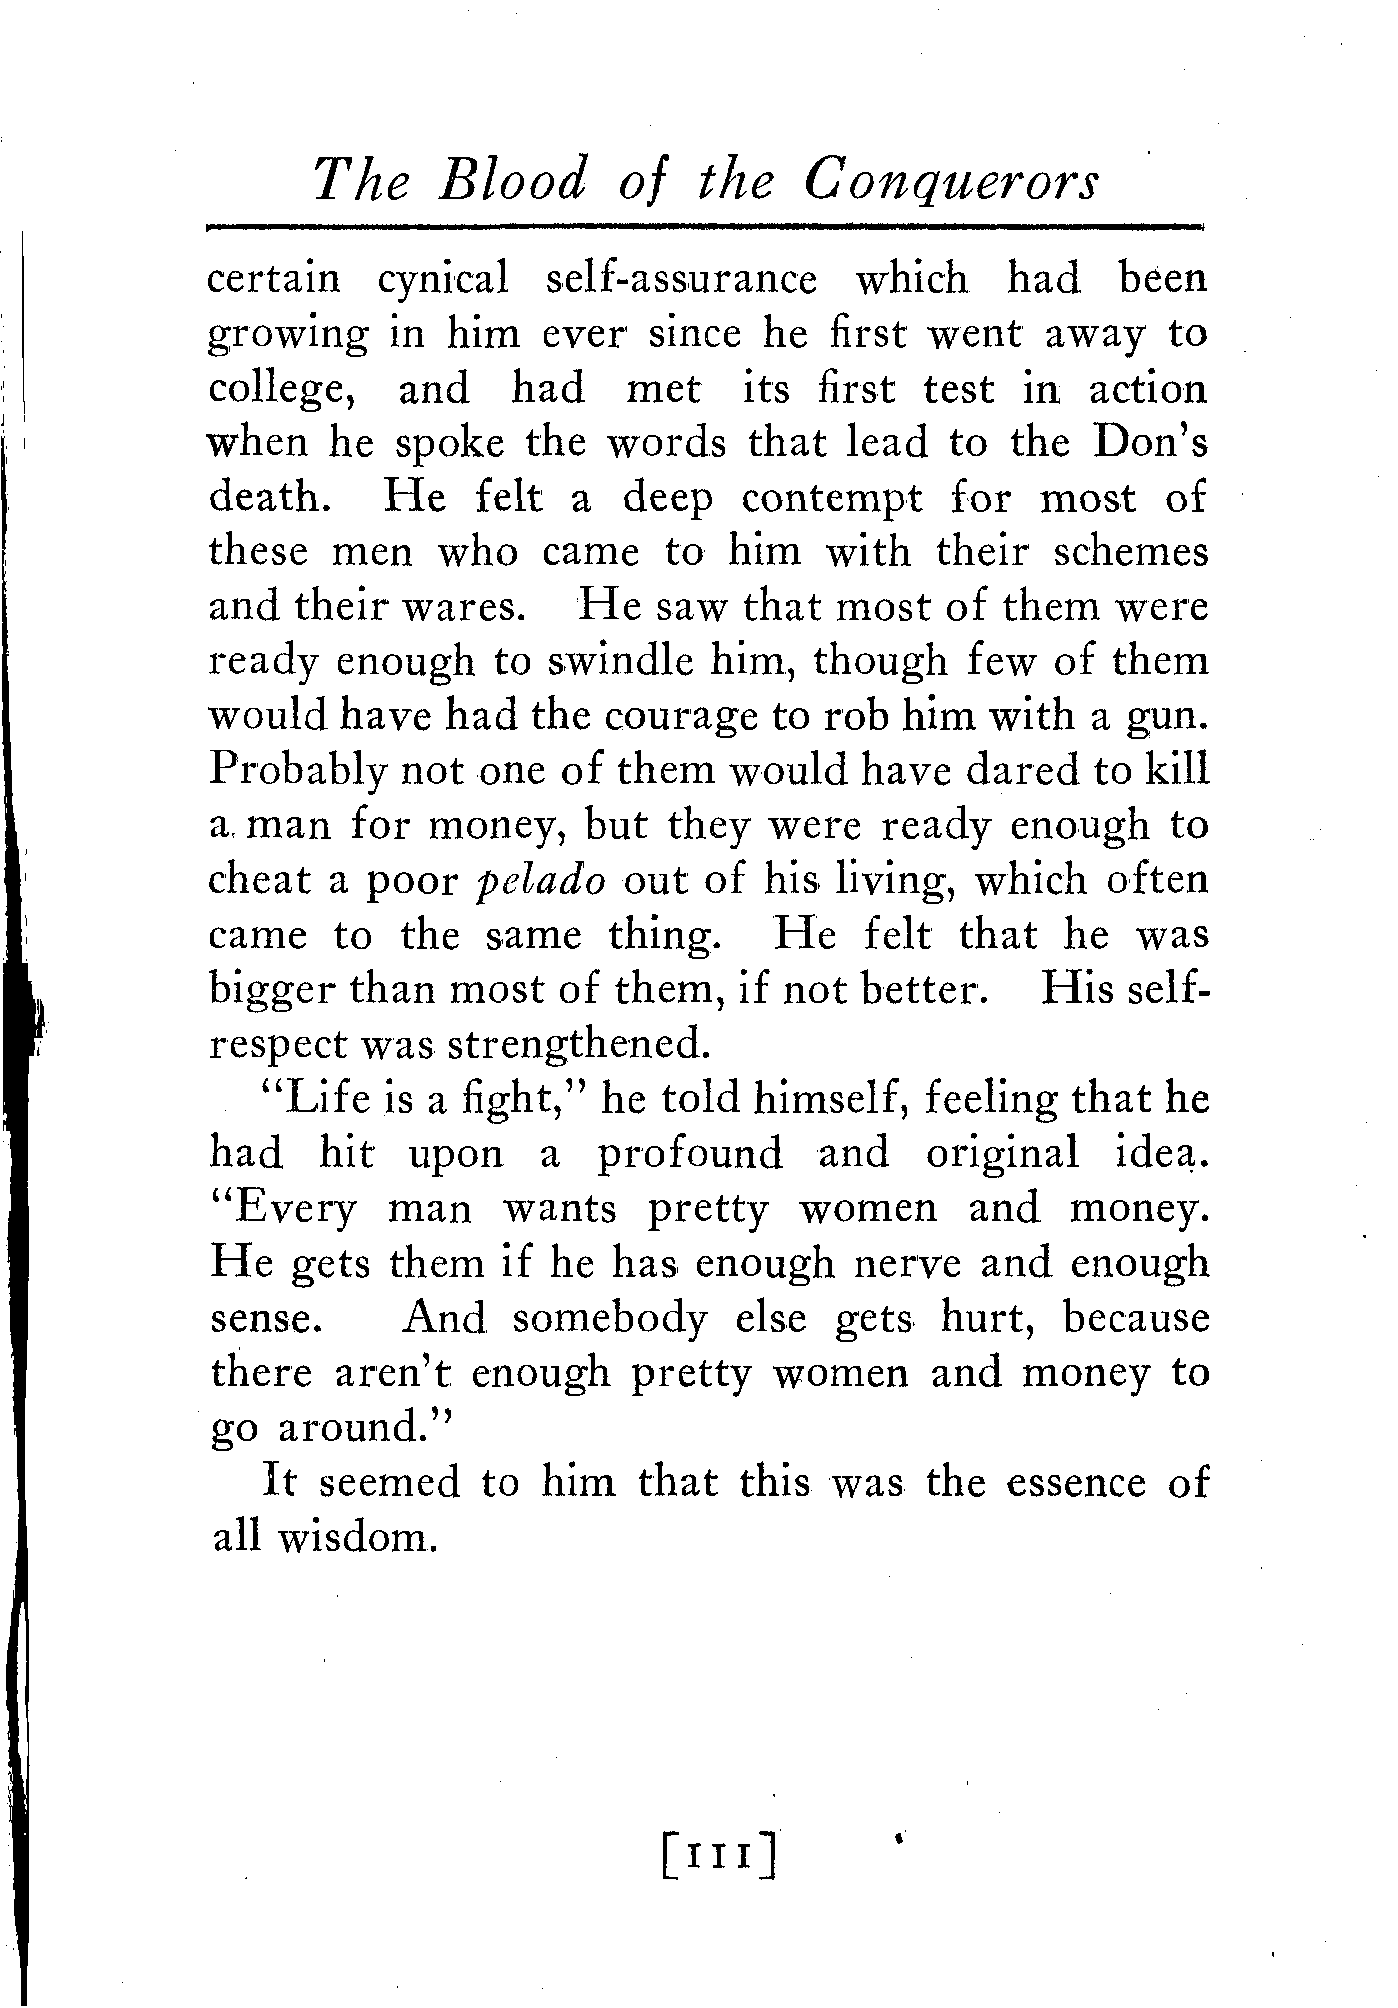 The Blood of the Conquerors
certain cynical self-assurance which had been
growing in him ever since he first went away to
college, and had met its first test in action
when he spoke the words that lead to the Don's
death. He felt a deep contempt for most of
these men who came to him with their schemes
and their wares. He saw that most of them were
ready enough to swindle him, though few of them
would have had the courage to rob him with a gun.
Probably not one of them would have dared to kill
a man for money, but they were ready enough to
cheat a poor pelado out of his living, which often
came to the same thing. He felt that he was
bigger than most of them, if not better. His self-
respect was strengthened.
"Life is a fight," he told himself, feeling that he
had hit upon a profound and original idea.
"Every man wants pretty women and money.
He gets them if he has enough nerve and enough
sense. And somebody else gets hurt, because
there aren't enough pretty women and money to
go around."
It seemed to him that this was the essence of
all wisdom.
[111]